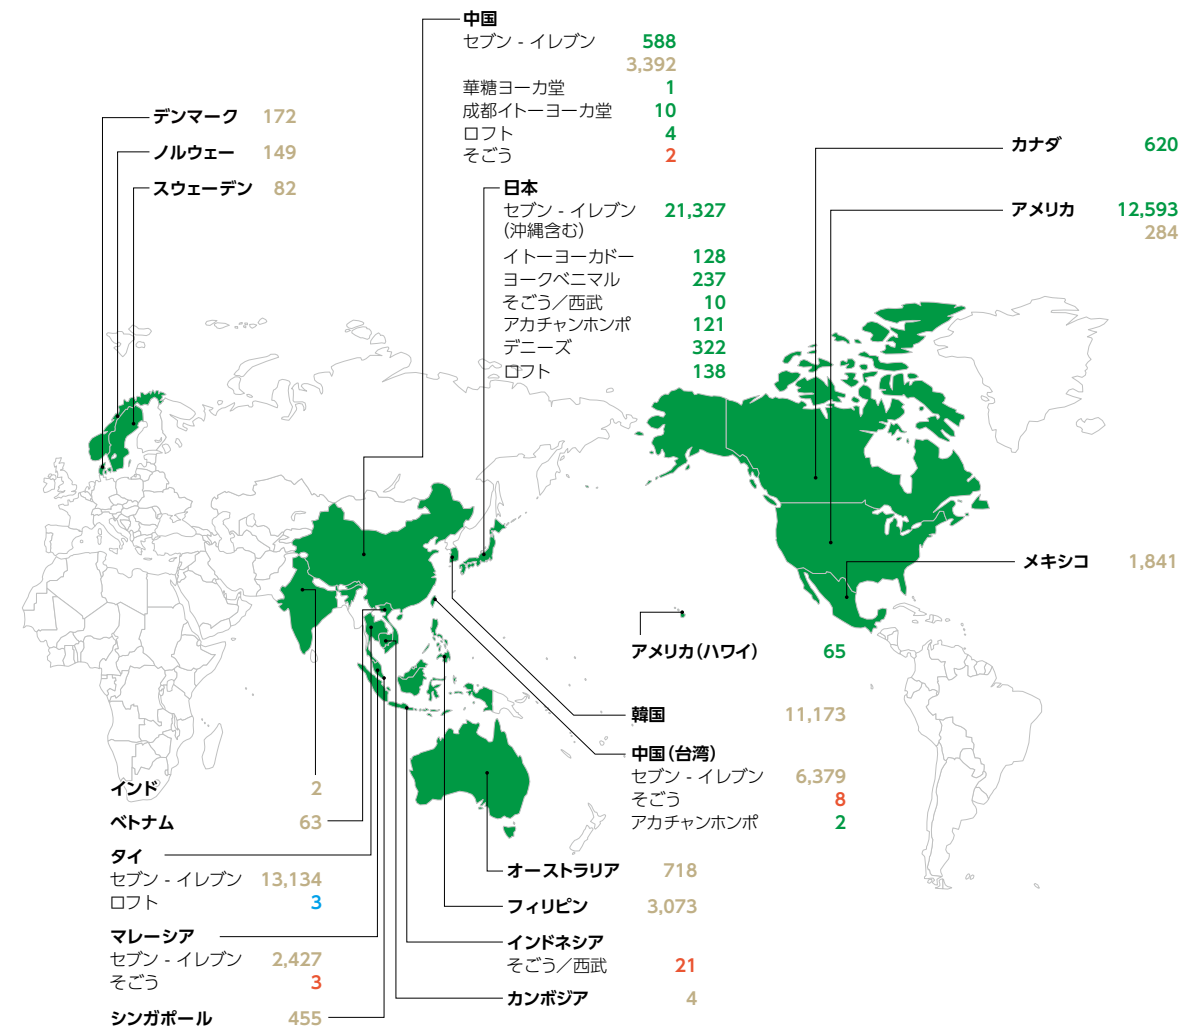 中国
セブン - イレブン 588
3,392
華糖ヨーカ堂 1
成都イトーヨーカ堂 10
ロフト 4
そごう 2
デンマーク 172
ノルウェー 149
スウェーデン 82
日本
セブン - イレブン 21,327
(沖縄含む)
イトーヨーカドー 128
ヨークベニマル 237
そごう／西武 10
アカチャンホンポ 121
デニーズ 322
ロフト 138
カナダ 620
アメリカ 12,593
284
メキシコ 1,841
アメリカ(ハワイ) 65
韓国 11,173
中国(台湾)
セブン - イレブン 6,379
そごう 8
アカチャンホンポ 2
インド 2
ベトナム 63
タイ
セブン - イレブン 13,134
ロフト 3
マレーシア
セブン - イレブン 2,427
そごう 3
シンガポール 455
オーストラリア 718
フィリピン 3,073
インドネシア
そごう／西武 21
カンボジア 4